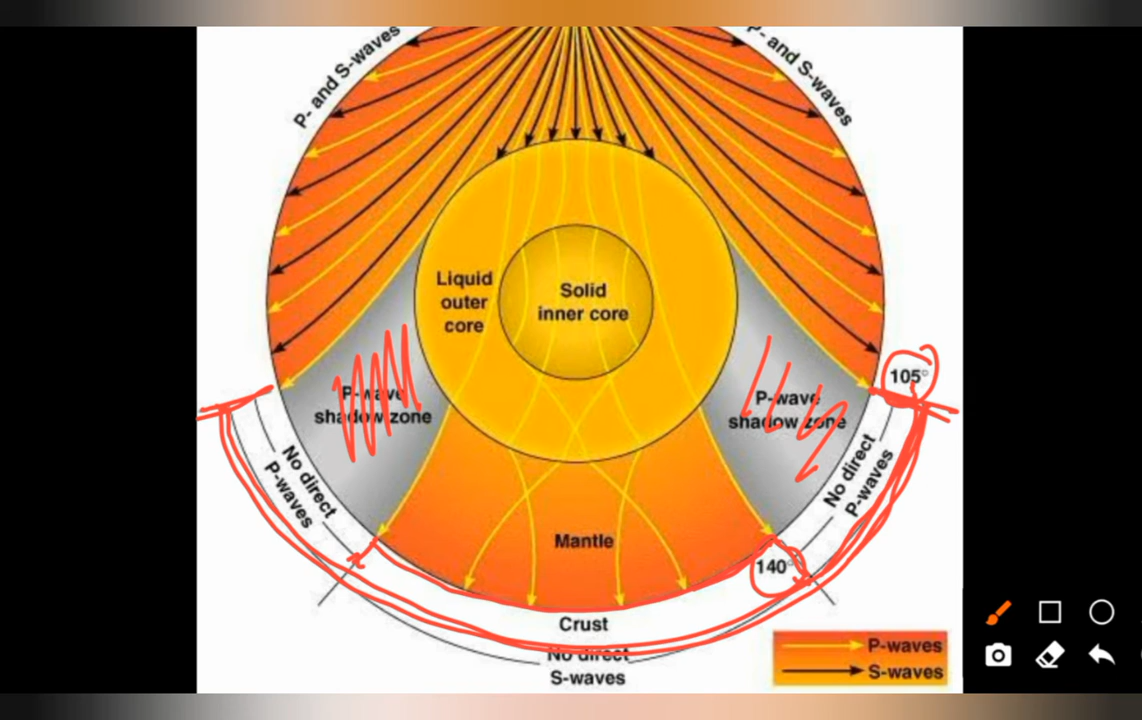 P- and S-waves
P- and S-waves
Liquid
outer
core
Solid
inner core
105°
P-wave
shadow zone
P-wave
shadow zone
No direct
P-waves
No direct
P-waves
Mantle
140°
Crust
No direct
S-waves
P-waves
S-waves